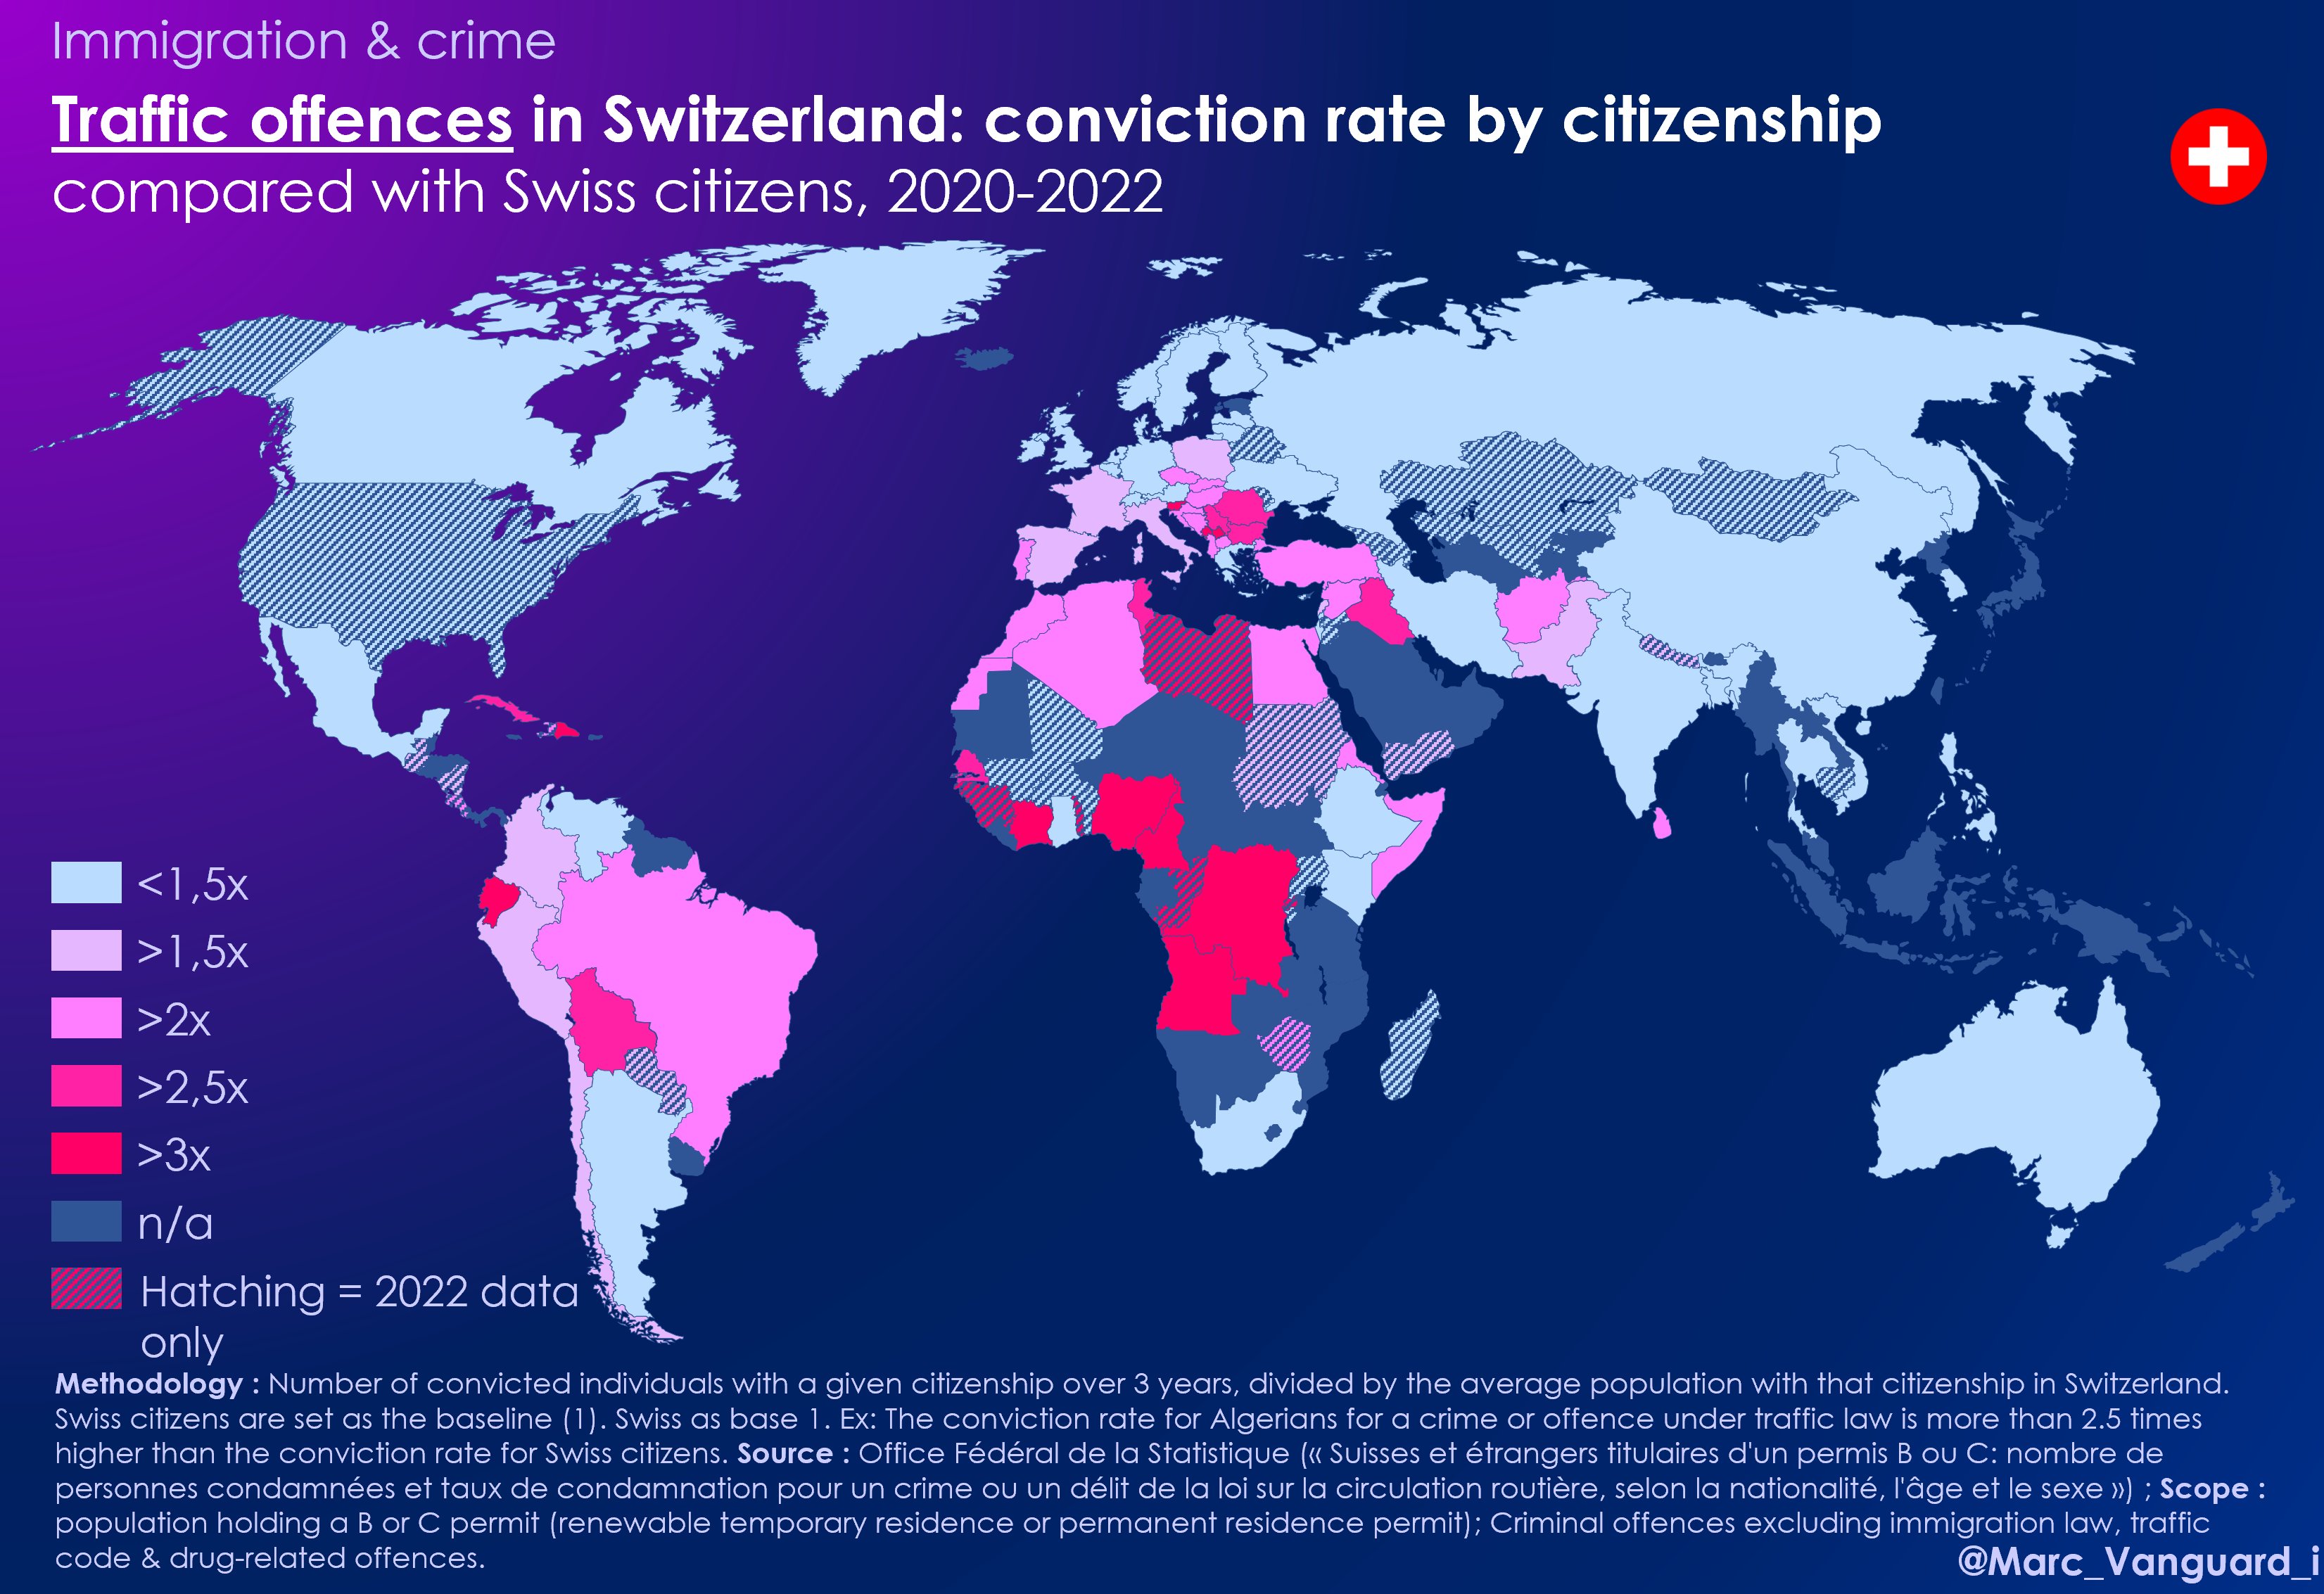 Immigration & crime
Traffic offences in Switzerland: conviction rate by citizenship
compared with Swiss citizens, 2020-2022
<1,5x
>1,5x
>2x
>2,5x
>3x
n/a
Hatching = 2022 data
only
Methodology : Number of convicted individuals with a given citizenship over 3 years, divided by the average population with that citizenship in Switzerland.
Swiss citizens are set as the baseline (1). Swiss as base 1. Ex: The conviction rate for Algerians for a crime or offence under traffic law is more than 2.5 times
higher than the conviction rate for Swiss citizens. Source : Office Fédéral de la Statistique (« Suisses et étrangers titulaires d'un permis B ou C: nombre de
personnes condamnées et taux de condamnation pour un crime ou un délit de la loi sur la circulation routière, selon la nationalité, l'âge et le sexe ») ; Scope :
population holding a B or C permit (renewable temporary residence or permanent residence permit); Criminal offences excluding immigration law, traffic
code & drug-related offences.
@Marc_Vanguard_i